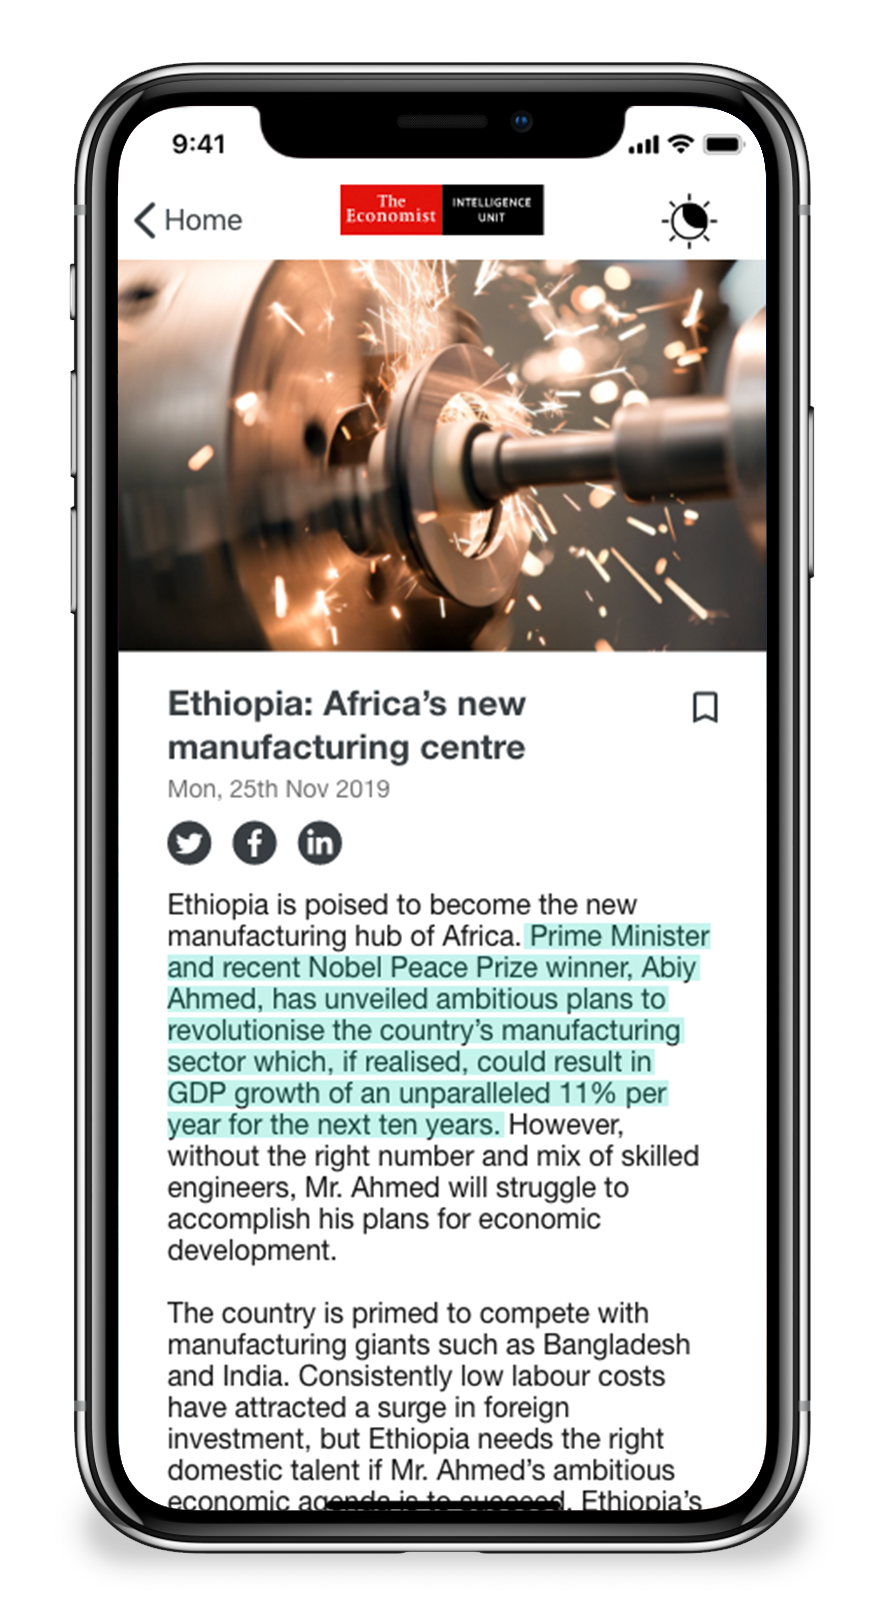 9:41
Home
The
Economist
INTELLIGENCE
UNIT
Ethiopia: Africa’s new
manufacturing centre
Mon, 25th Nov 2019
Ethiopia is poised to become the new
manufacturing hub of Africa. Prime Minister
and recent Nobel Peace Prize winner, Abiy
Ahmed, has unveiled ambitious plans to
revolutionise the country’s manufacturing
sector which, if realised, could result in
GDP growth of an unparalleled 11% per
year for the next ten years. However,
without the right number and mix of skilled
engineers, Mr. Ahmed will struggle to
accomplish his plans for economic
development.
The country is primed to compete with
manufacturing giants such as Bangladesh
and India. Consistently low labour costs
have attracted a surge in foreign
investment, but Ethiopia needs the right
domestic talent if Mr. Ahmed’s ambitious
economic agenda is to succeed. Ethiopia’s